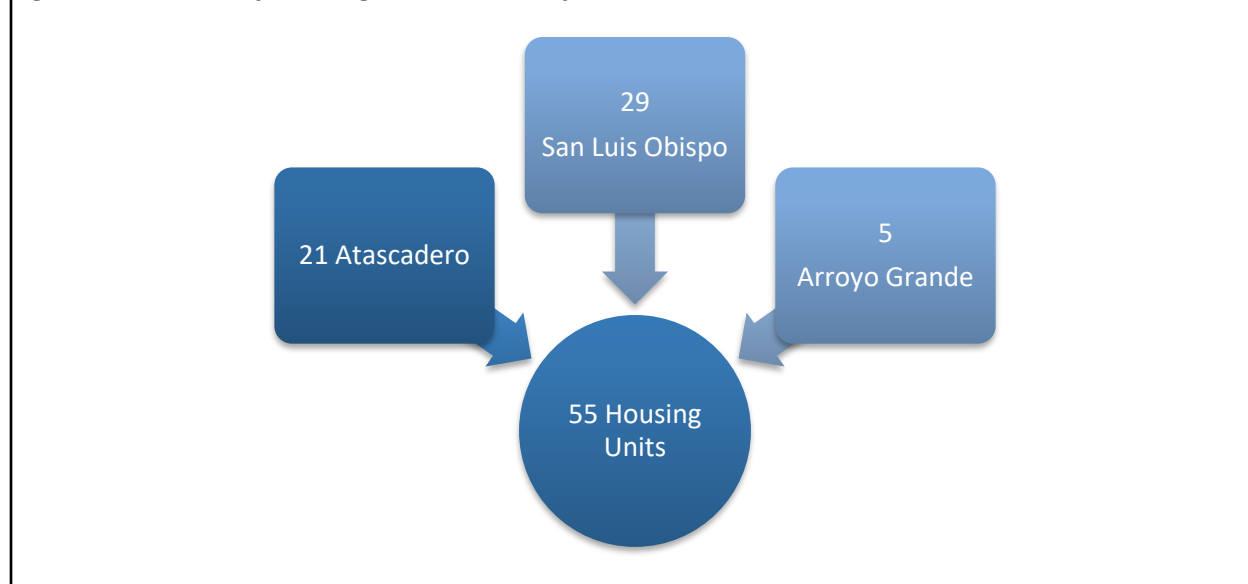 29
San Luis Obispo
21 Atascadero
5
Arroyo Grande
55 Housing
Units